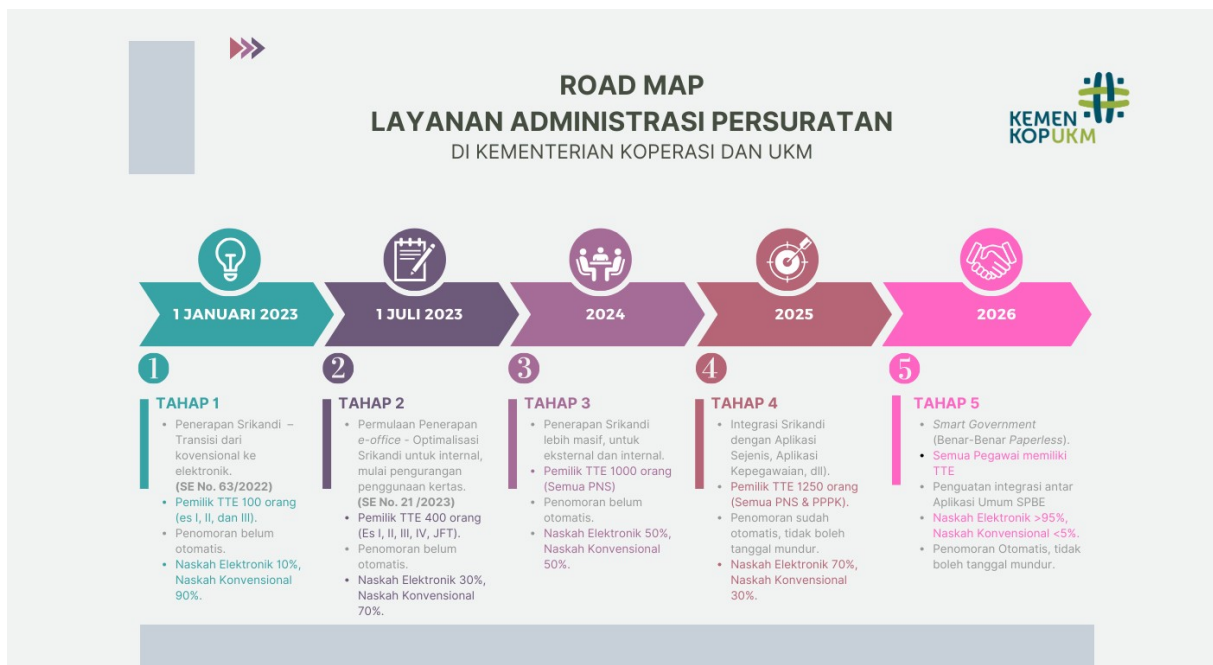 ROAD MAP
LAYANAN ADMINISTRASI PERSURATAN
DI KEMENTERIAN KOPERASI DAN UKM
KEMEN
KOPUKM
1 JANUARI 2023
1 JULI 2023
2024
2025
2026
1
TAHAP 1
• Penerapan Srikandi –
Transisi dari
kovensional ke
elektronik.
(SE No. 63/2022)
• Pemilik TTE 100 orang
(es I, II, dan III).
• Penomoran belum
otomatis.
• Naskah Elektronik 10%,
Naskah Konvensional
90%.
2
TAHAP 2
• Permulaan Penerapan
e-office - Optimalisasi
Srikandi untuk internal,
mulai pengurangan
penggunaan kertas.
(SE No. 21 /2023)
• Pemilik TTE 400 orang
(Es I, II, III, IV, JFT).
• Penomoran belum
otomatis.
• Naskah Elektronik 30%,
Naskah Konvensional
70%.
3
TAHAP 3
• Penerapan Srikandi
lebih masif, untuk
eksternal dan internal.
• Pemilik TTE 1000 orang
(Semua PNS)
• Penomoran belum
otomatis.
• Naskah Elektronik 50%,
Naskah Konvensional
50%.
4
TAHAP 4
• Integrasi Srikandi
dengan Aplikasi
Sejenis, Aplikasi
Kepegawaian, dll).
• Pemilik TTE 1250 orang
(Semua PNS & PPPK).
• Penomoran sudah
otomatis, tidak boleh
tanggal mundur.
• Naskah Elektronik 70%,
Naskah Konvensional
30%.
5
TAHAP 5
• Smart Government
(Benar-Benar Paperless).
• Semua Pegawai memiliki
TTE
• Penguatan integrasi antar
Aplikasi Umum SPBE
• Naskah Elektronik >95%,
Naskah Konvensional <5%.
• Penomoran Otomatis, tidak
boleh tanggal mundur.